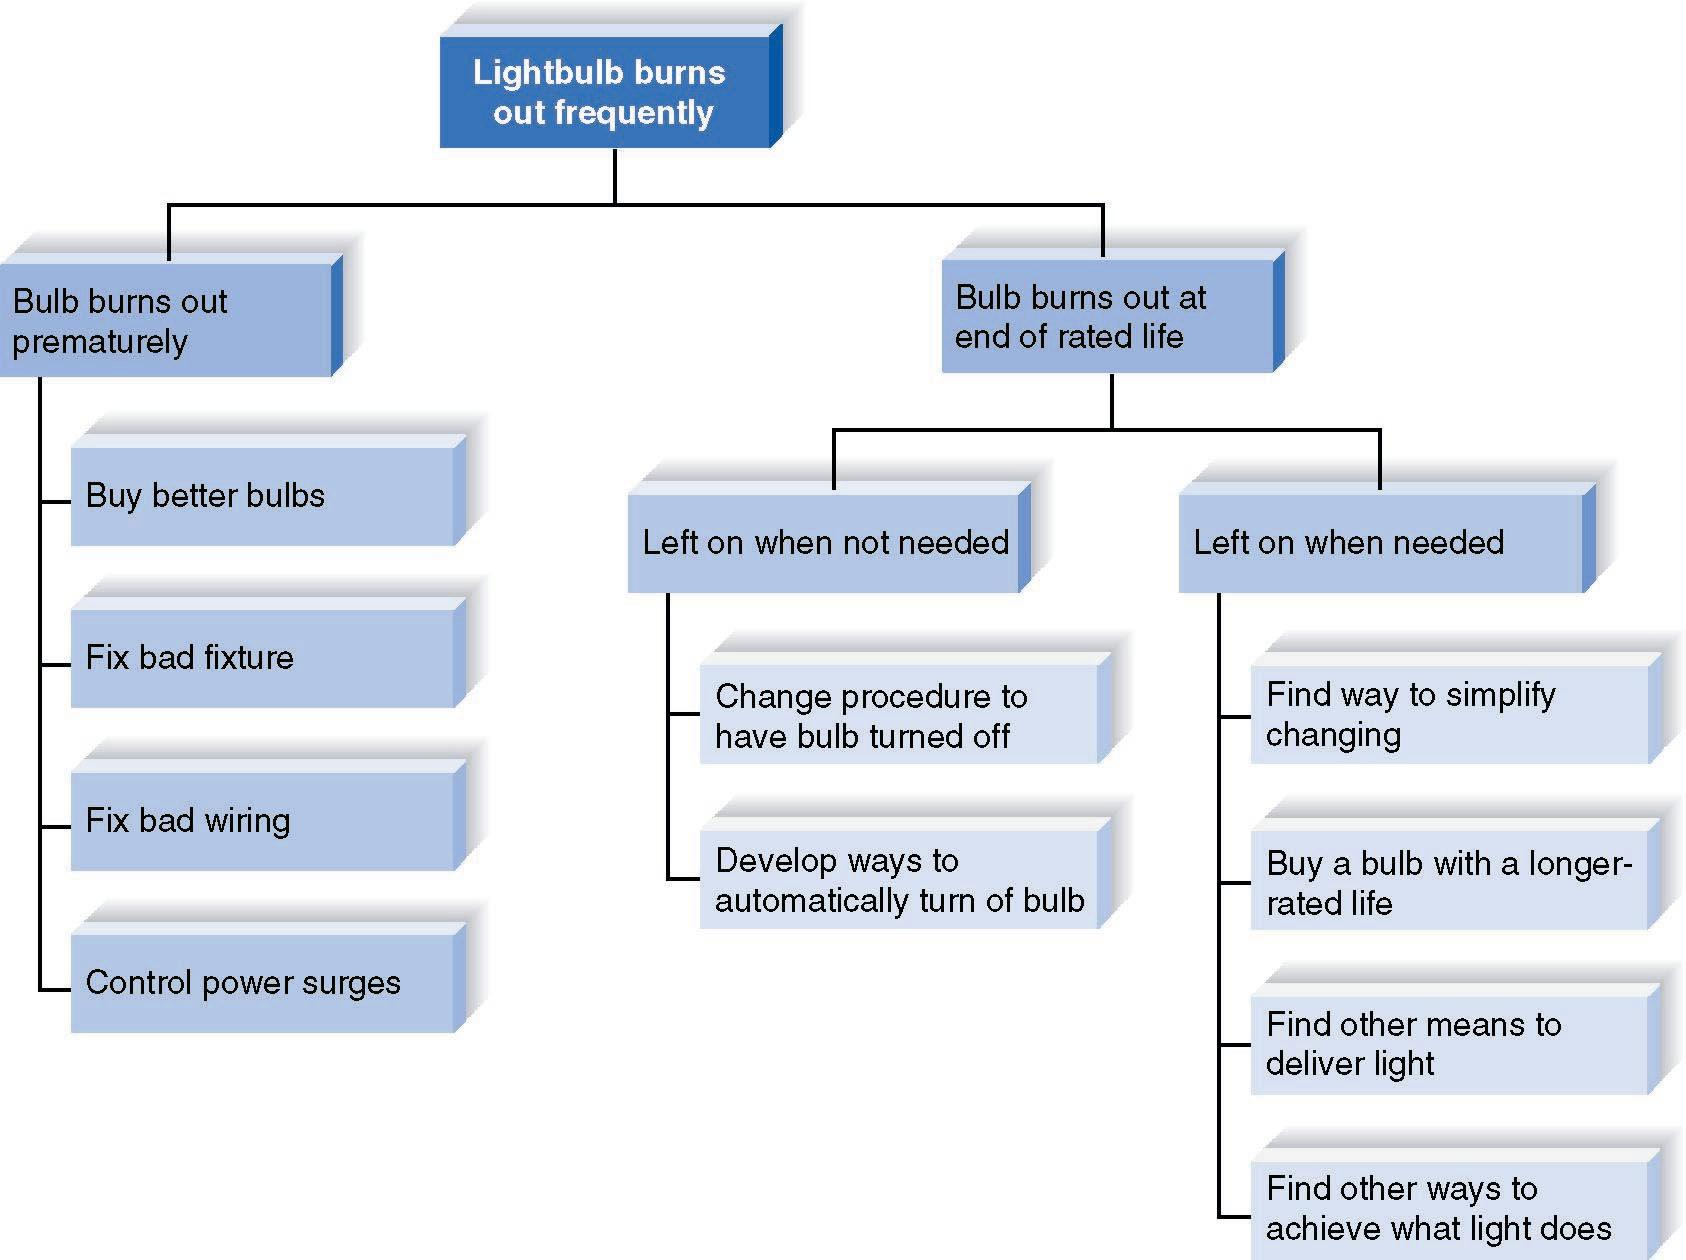 Lightbulb burns
out frequently
Bulb burns out
prematurely
Buy better bulbs
Fix bad fixture
Fix bad wiring
Control power surges
Bulb burns out at
end of rated life
Left on when not needed
Change procedure to
have bulb turned off
Develop ways to
automatically turn of bulb
Left on when needed
Find way to simplify
changing
Buy a bulb with a longer-
rated life
Find other means to
deliver light
Find other ways to
achieve what light does